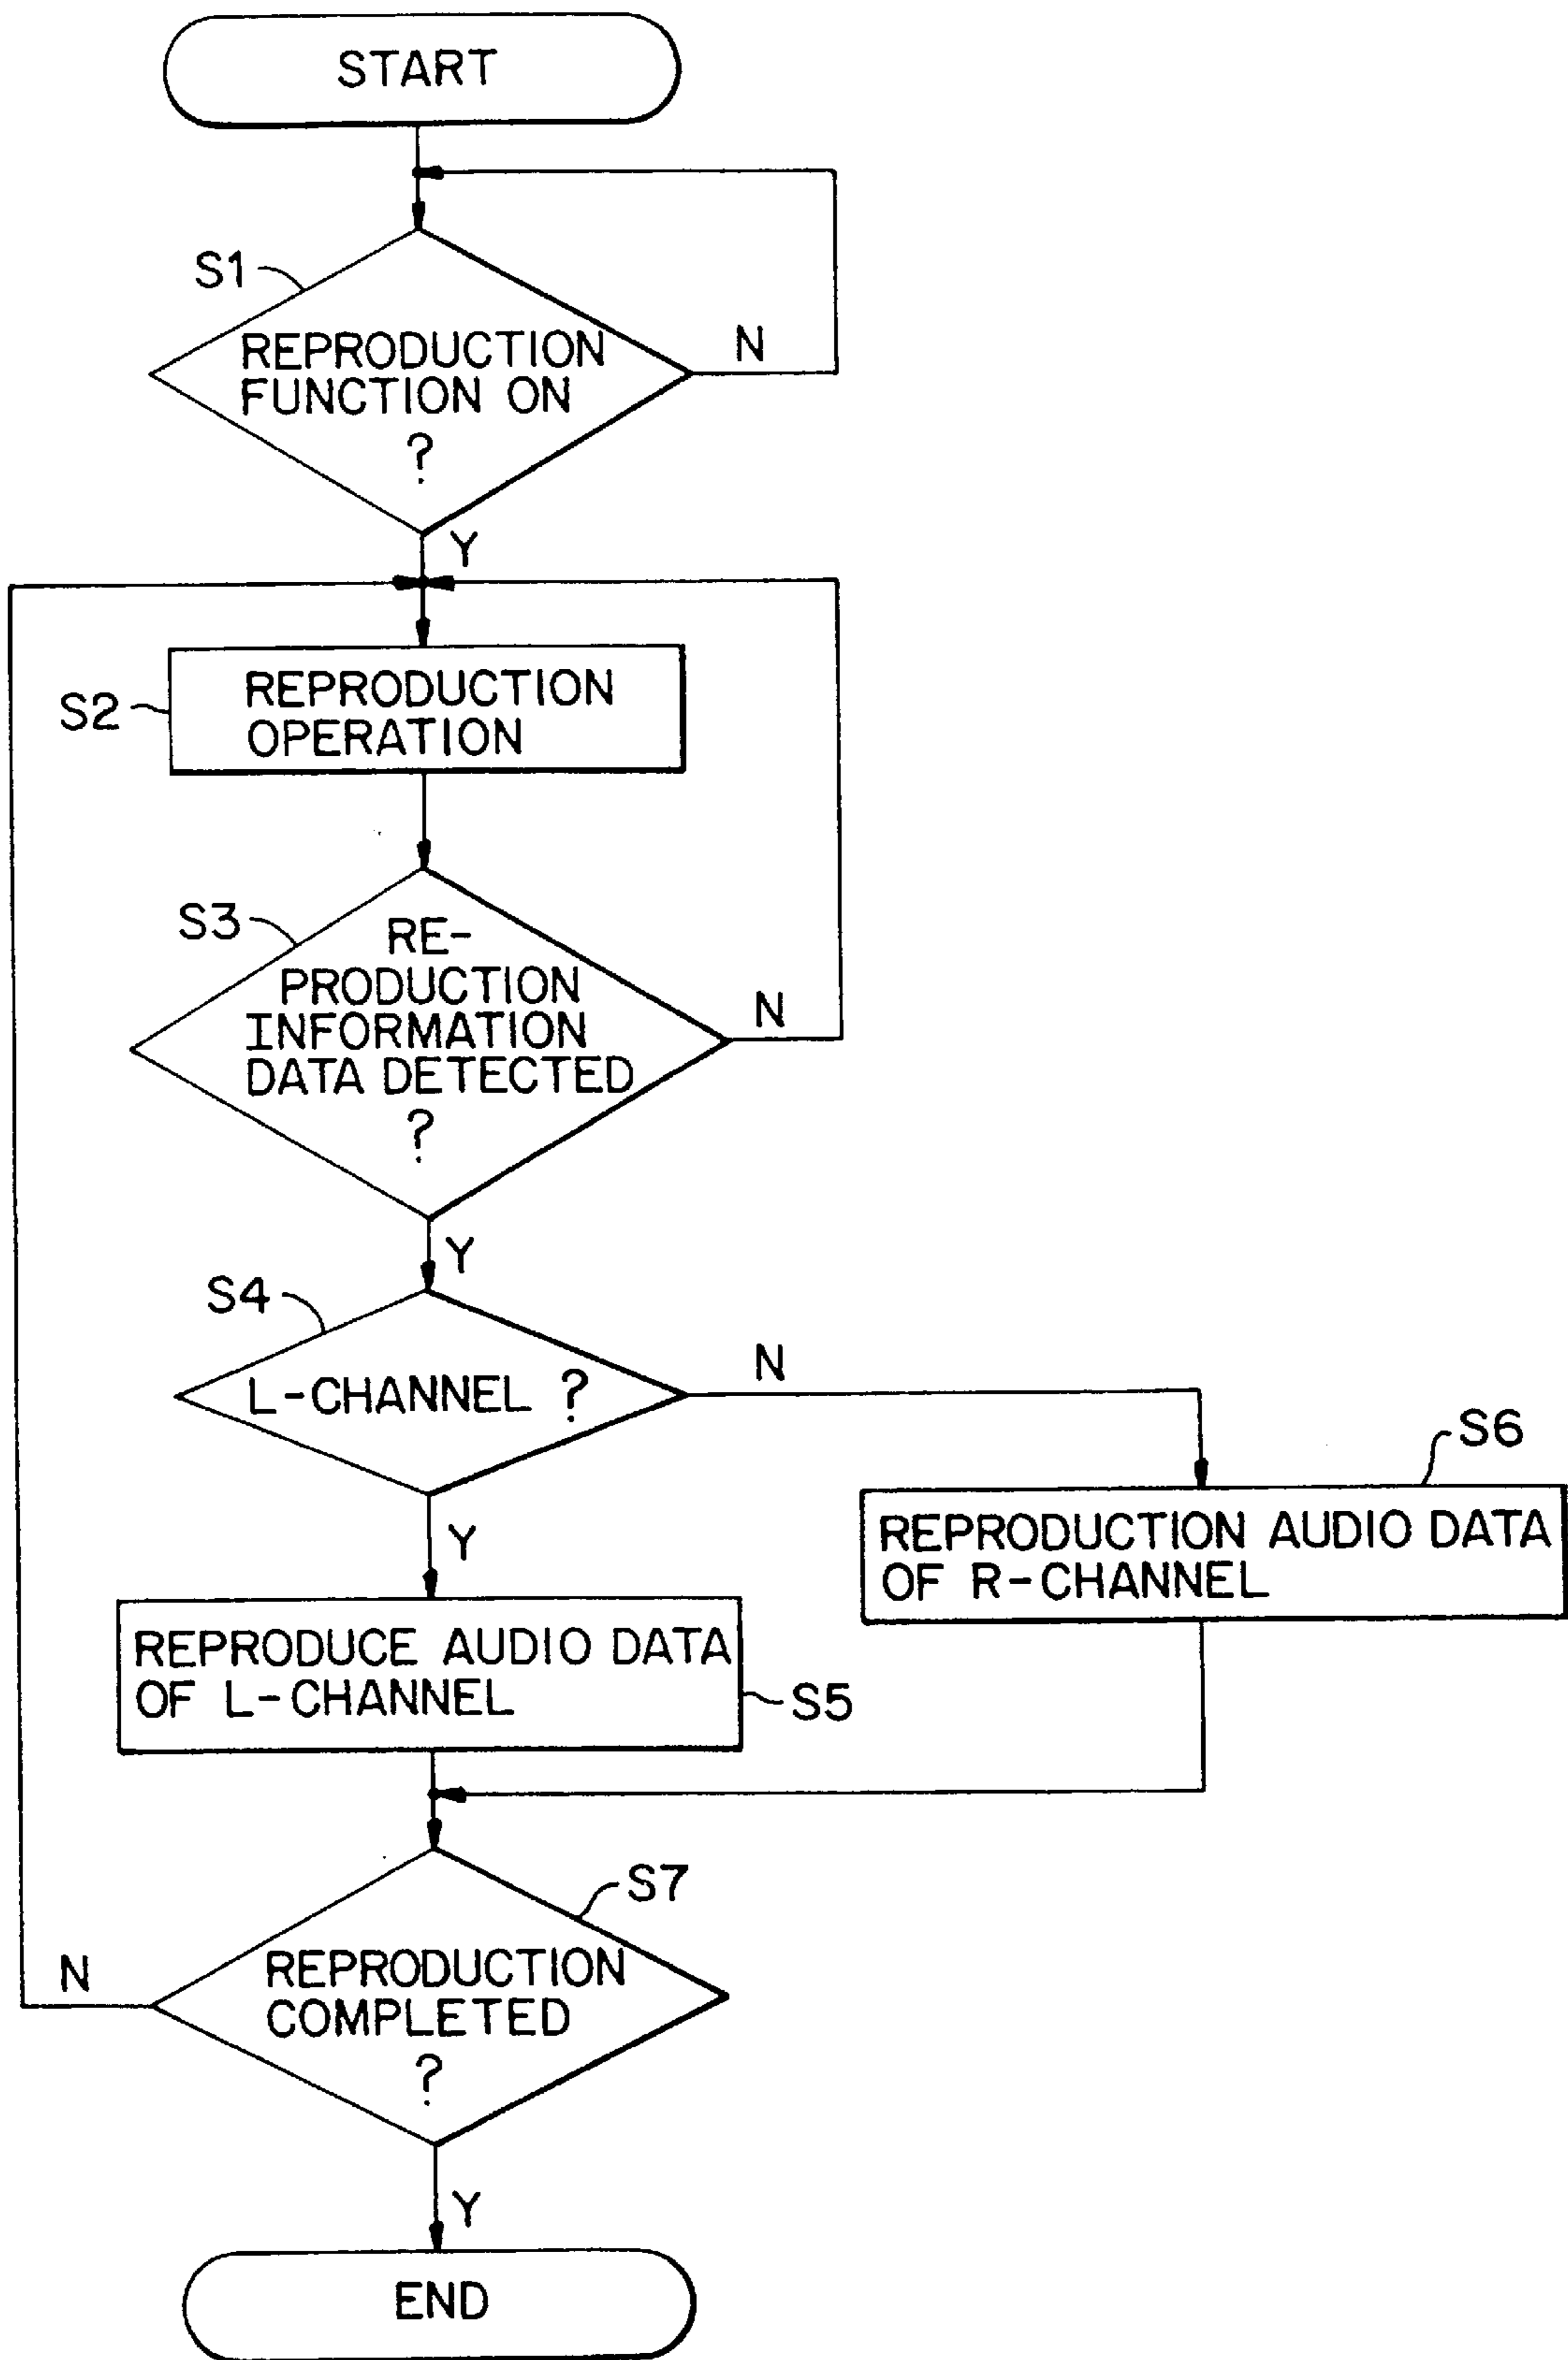 START
S1
REPRODUCTION
FUNCTION ON
?
N
Y
S2
REPRODUCTION
OPERATION
S3
RE-
PRODUCTION
INFORMATION
DATA DETECTED
?
N
Y
S4
L-CHANNEL ?
N
Y
S6
REPRODUCTION AUDIO DATA
OF R-CHANNEL
REPRODUCE AUDIO DATA
OF L-CHANNEL
S5
S7
REPRODUCTION
COMPLETED
?
N
Y
END